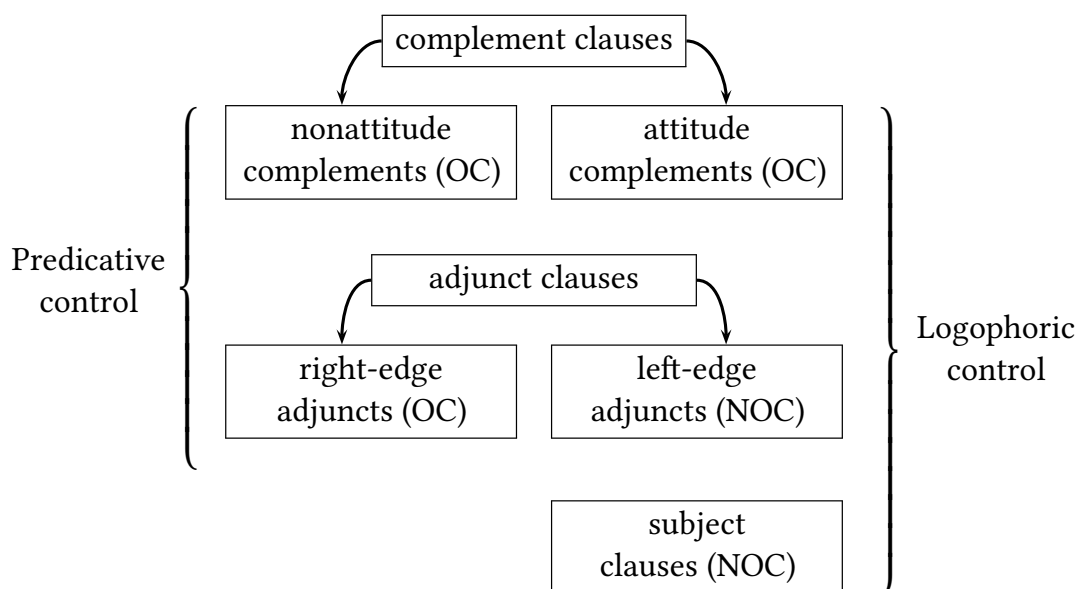 complement clauses
nonattitude
complements (OC)
attitude
complements (OC)
Predicative
control
adjunct clauses
right-edge
adjuncts (OC)
left-edge
adjuncts (NOC)
Logophoric
control
subject
clauses (NOC)